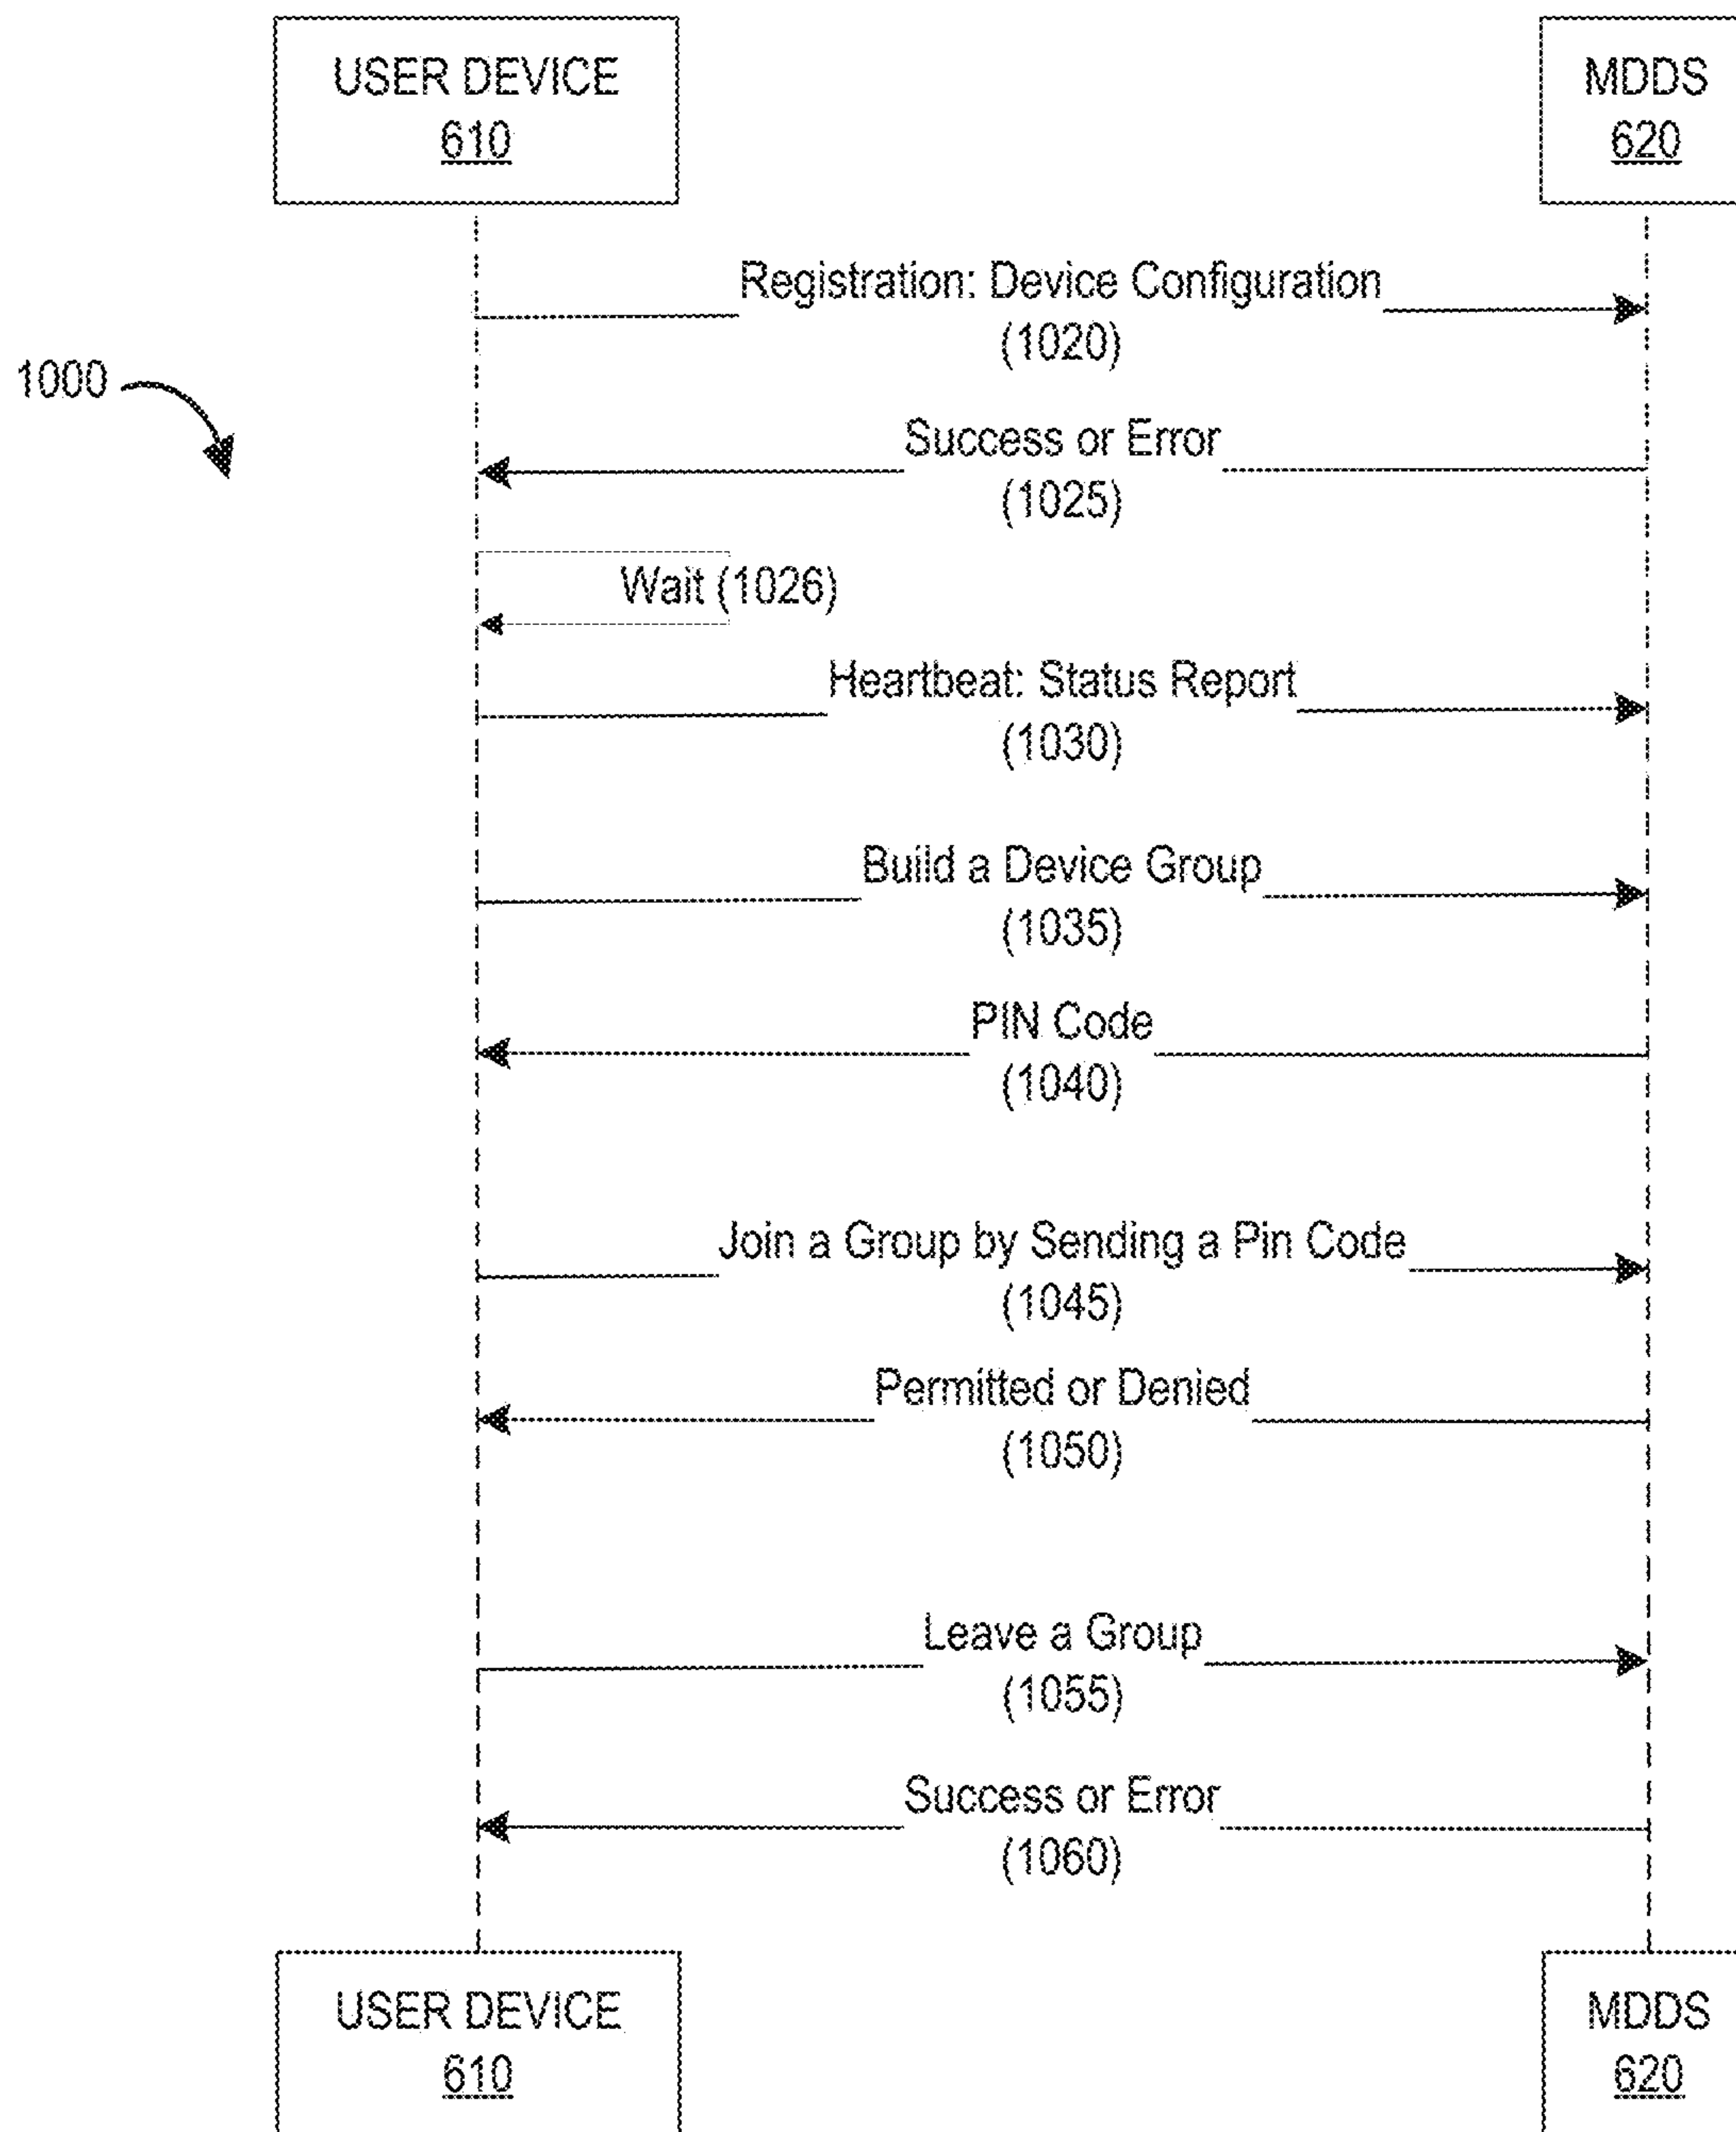 USER DEVICE
610
MDDS
620
Registration: Device Configuration
(1020)
1000
Success or Error
(1025)
Wait (1026)
Heartbeat: Status Report
(1030)
Build a Device Group
(1035)
PIN Code
(1040)
Join a Group by Sending a Pin Code
(1045)
Permitted or Denied
(1050)
Leave a Group
(1055)
Success or Error
(1060)
USER DEVICE
610
MDDS
620